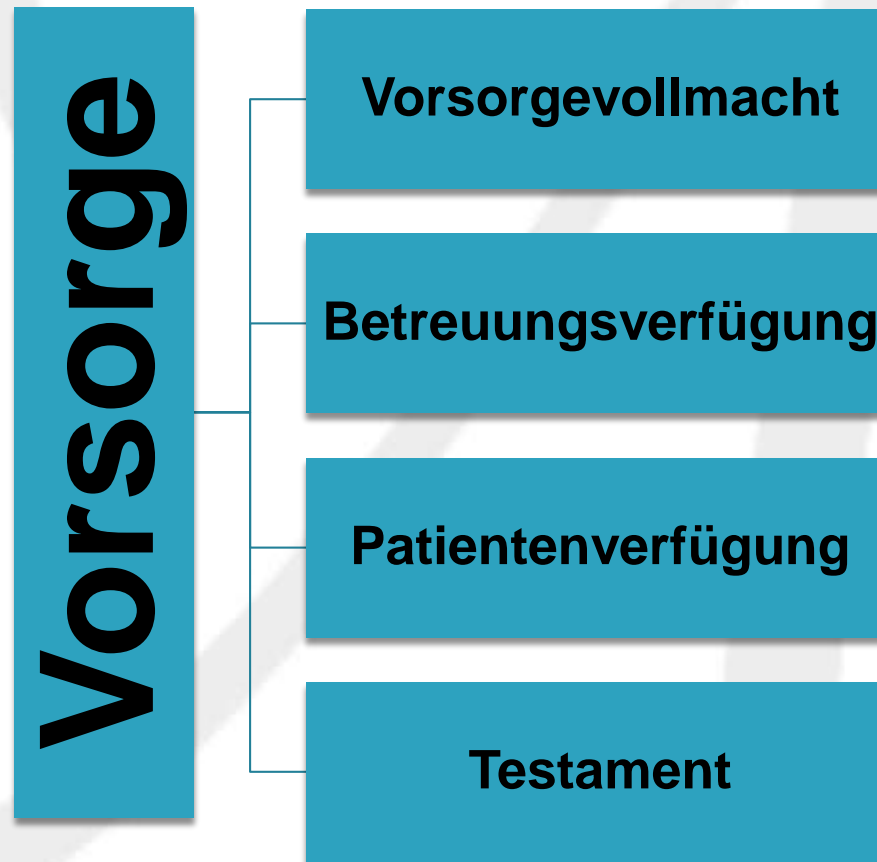 Vorsorge
Vorsorgevollmacht
Betreuungsverfügung
Patientenverfügung
Testament